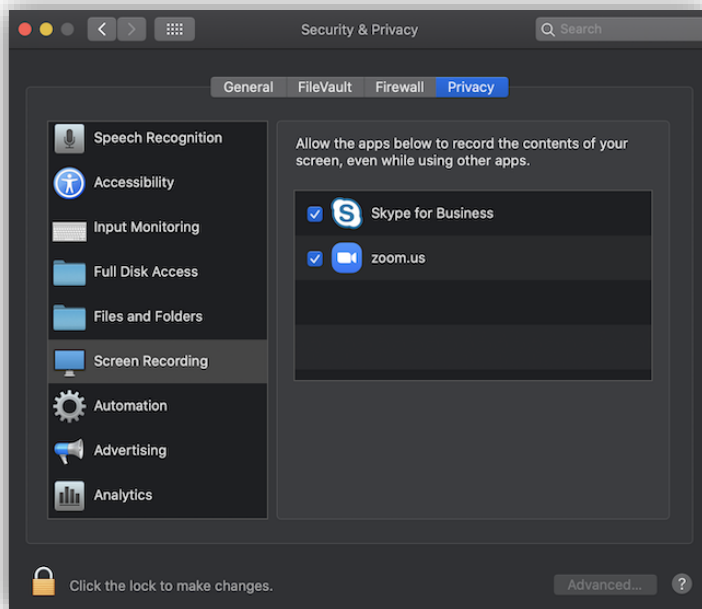 Security & Privacy
Search
General
FileVault
Firewall
Privacy
Speech Recognition
Accessibility
Input Monitoring
Full Disk Access
Files and Folders
Screen Recording
Automation
Advertising
Analytics
Allow the apps below to record the contents of your
screen, even while using other apps.
Skype for Business
zoom.us
Click the lock to make changes.
Advanced...
?